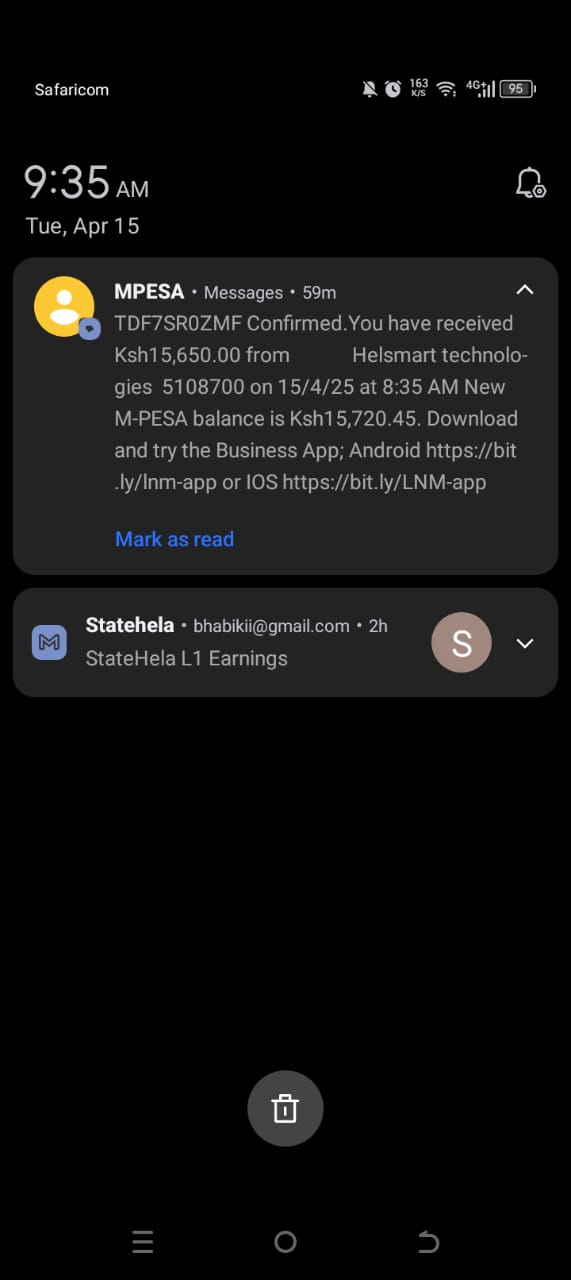 Safaricom 163 K/S 4G+ 95
9:35 AM
Tue, Apr 15
MPESA • Messages • 59m
TDF7SR0ZMF Confirmed.You have received
Ksh15,650.00 from Helsmart technolo-
gies 5108700 on 15/4/25 at 8:35 AM New
M-PESA balance is Ksh15,720.45. Download
and try the Business App; Android https://bit
.ly/lnm-app or IOS https://bit.ly/LNM-app
Mark as read
Statehela • bhabikii@gmail.com • 2h
StateHela L1 Earnings
S